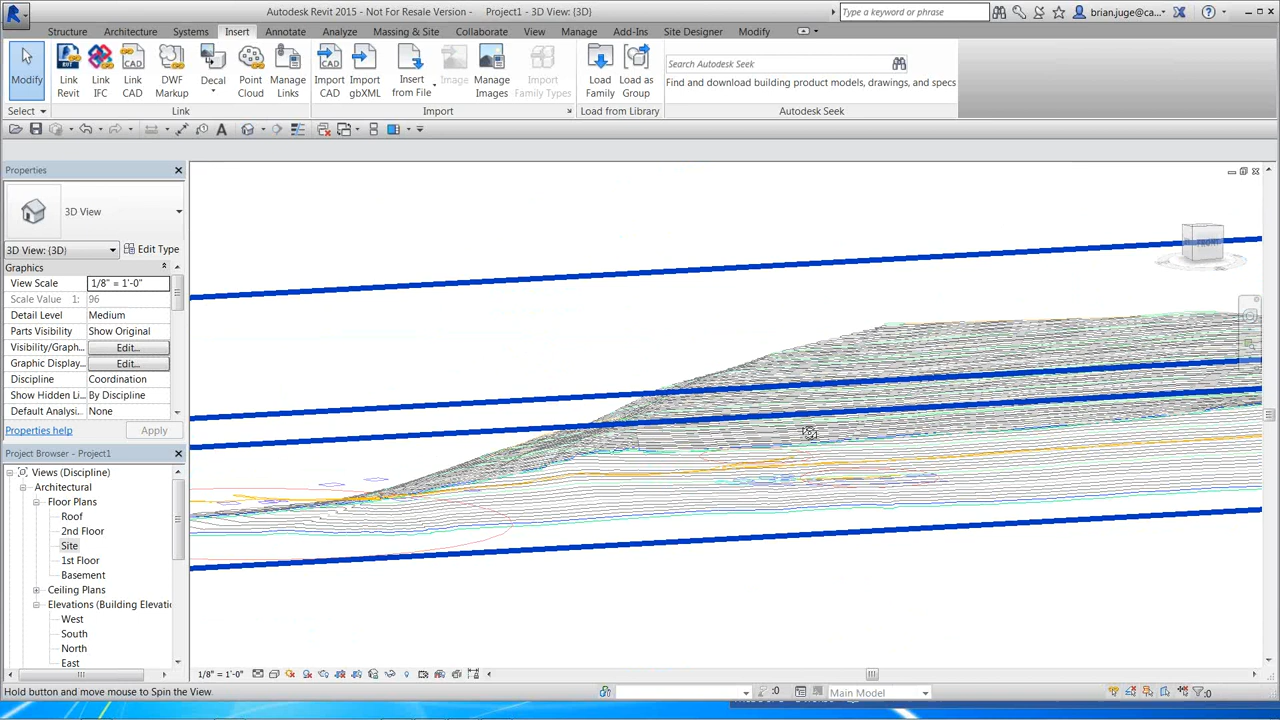 Autodesk Revit 2015 - Not For Resale Version - Project1 - 3D View: {3D}
Type a keyword or phrase
brian.juge@ca...
Structure Architecture Systems Insert Annotate Analyze Massing & Site Collaborate View Manage Add-Ins Site Designer Modify
Modify
Link Revit
Link IFC
Link CAD
DWF Markup
Decal
Point Cloud
Manage Links
Import CAD
Import gbXML
Insert from File
Image
Manage Images
Import Family Types
Load Family
Load as Group
Search Autodesk Seek
Find and download building product models, drawings, and specs
Select Link Import Load from Library Autodesk Seek
Properties
3D View
3D View: {3D} Edit Type
Graphics
View Scale 1/8" = 1'-0"
Scale Value 1: 96
Detail Level Medium
Parts Visibility Show Original
Visibility/Graph... Edit...
Graphic Display... Edit...
Discipline Coordination
Show Hidden Li... By Discipline
Default Analysi... None
Properties help Apply
Project Browser - Project1
Views (Discipline)
Architectural
Floor Plans
Roof
2nd Floor
Site
1st Floor
Basement
Ceiling Plans
Elevations (Building Elevatio
West
South
North
East
FRONT
1/8" = 1'-0"
Hold button and move mouse to Spin the View.
:0
Main Model
:0